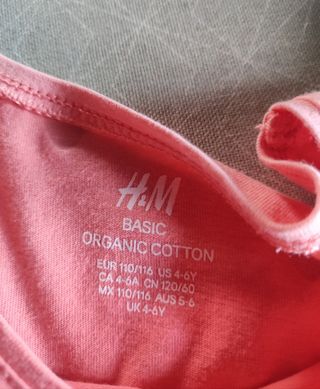 H&M
BASIC
ORGANIC COTTON
EUR 110/116 US 4-6Y
CA 4-6A CN 120/60
MX 110/116 AUS 5-6
UK 4-6Y